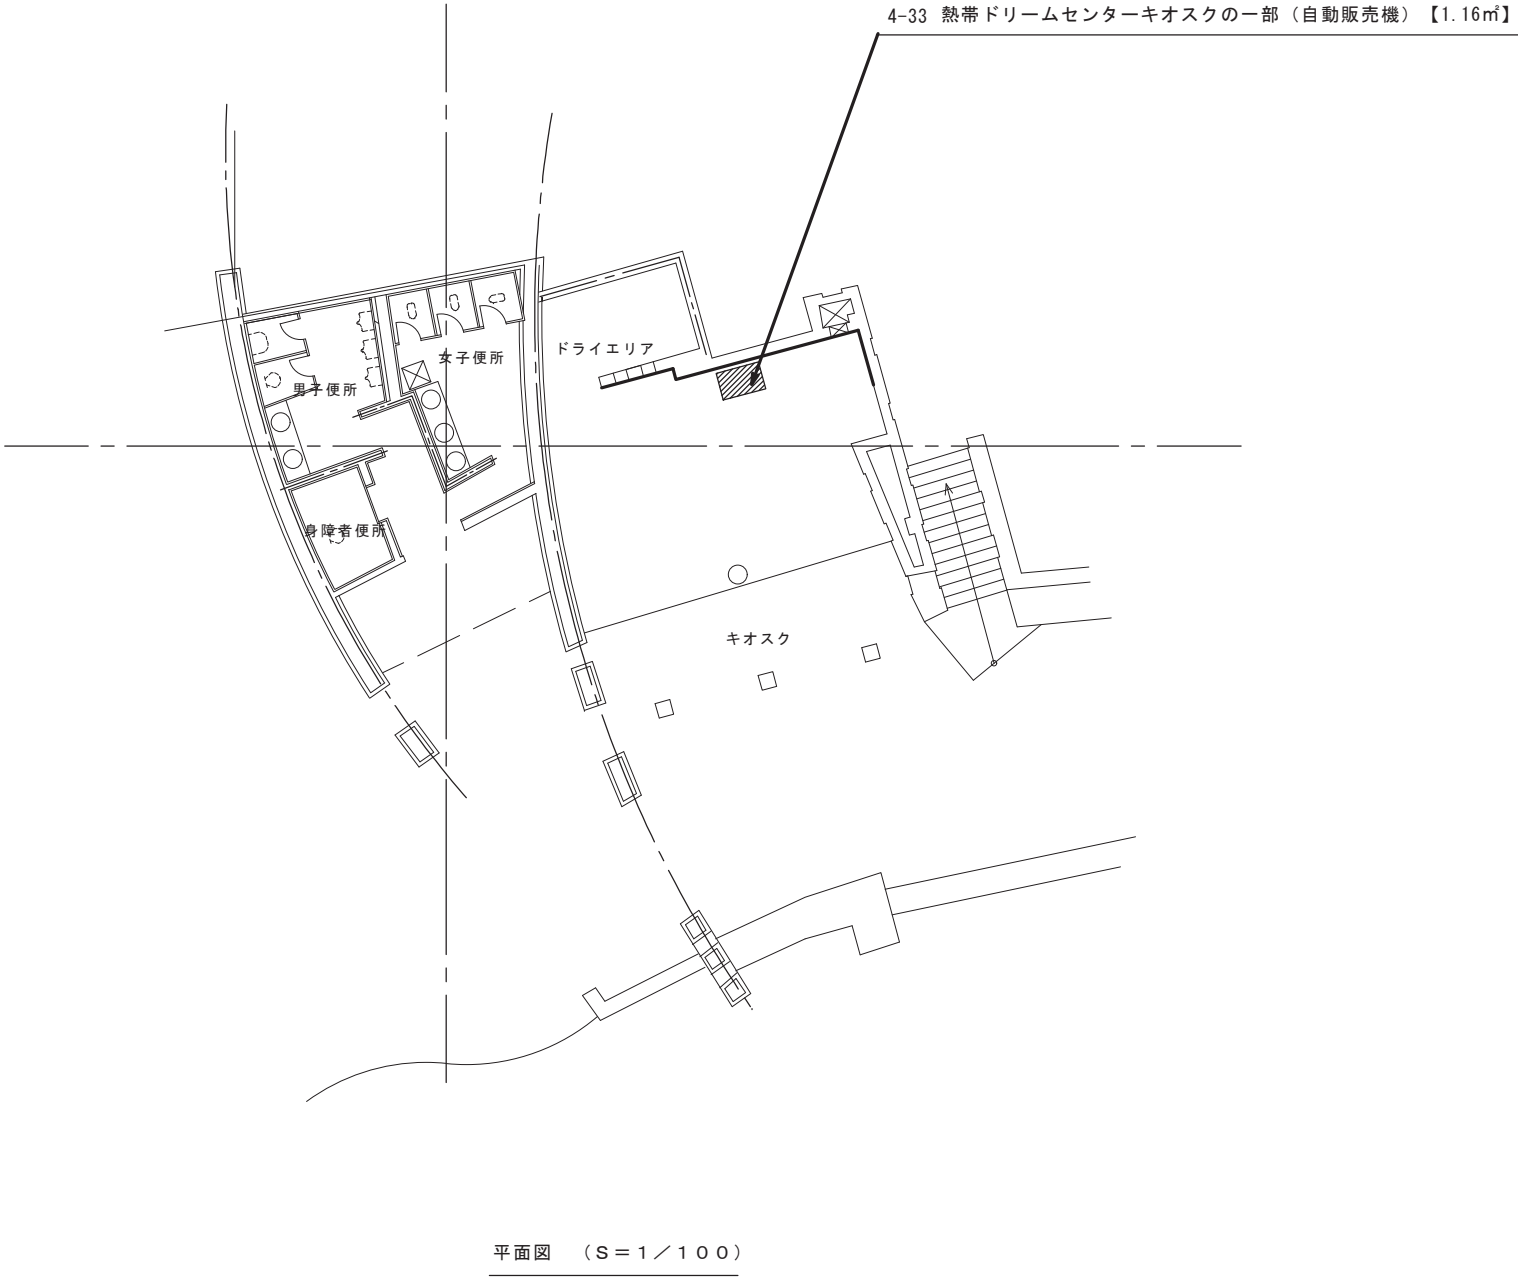 4-33 熱帯ドリームセンターキオスクの一部（自動販売機）【1.16㎡】
ドライエリア
女子便所
男子便所
身障者便所
キオスク
平面図　（Ｓ＝１／１００）